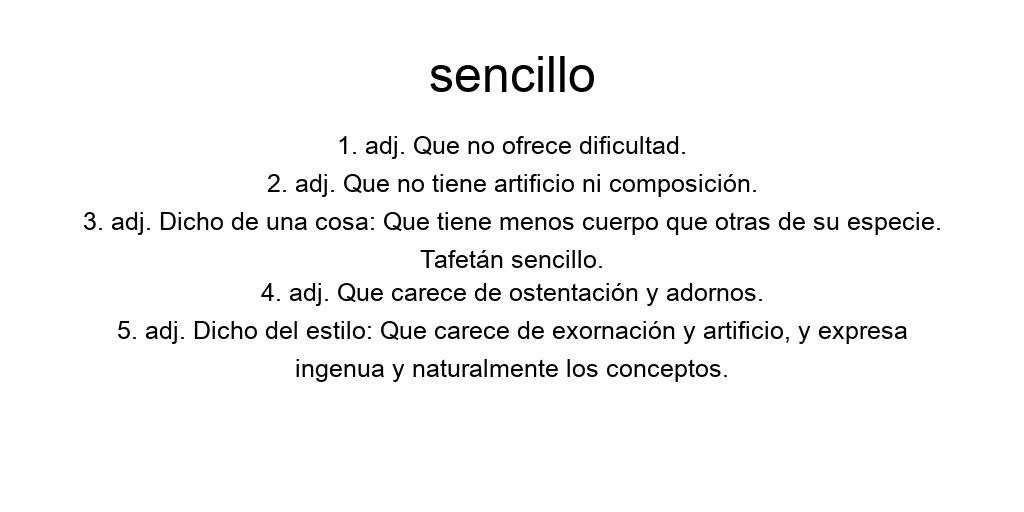 sencillo
1. adj. Que no ofrece dificultad.
2. adj. Que no tiene artificio ni composición.
3. adj. Dicho de una cosa: Que tiene menos cuerpo que otras de su especie.
Tafetán sencillo.
4. adj. Que carece de ostentación y adornos.
5. adj. Dicho del estilo: Que carece de exornación y artificio, y expresa
ingenua y naturalmente los conceptos.